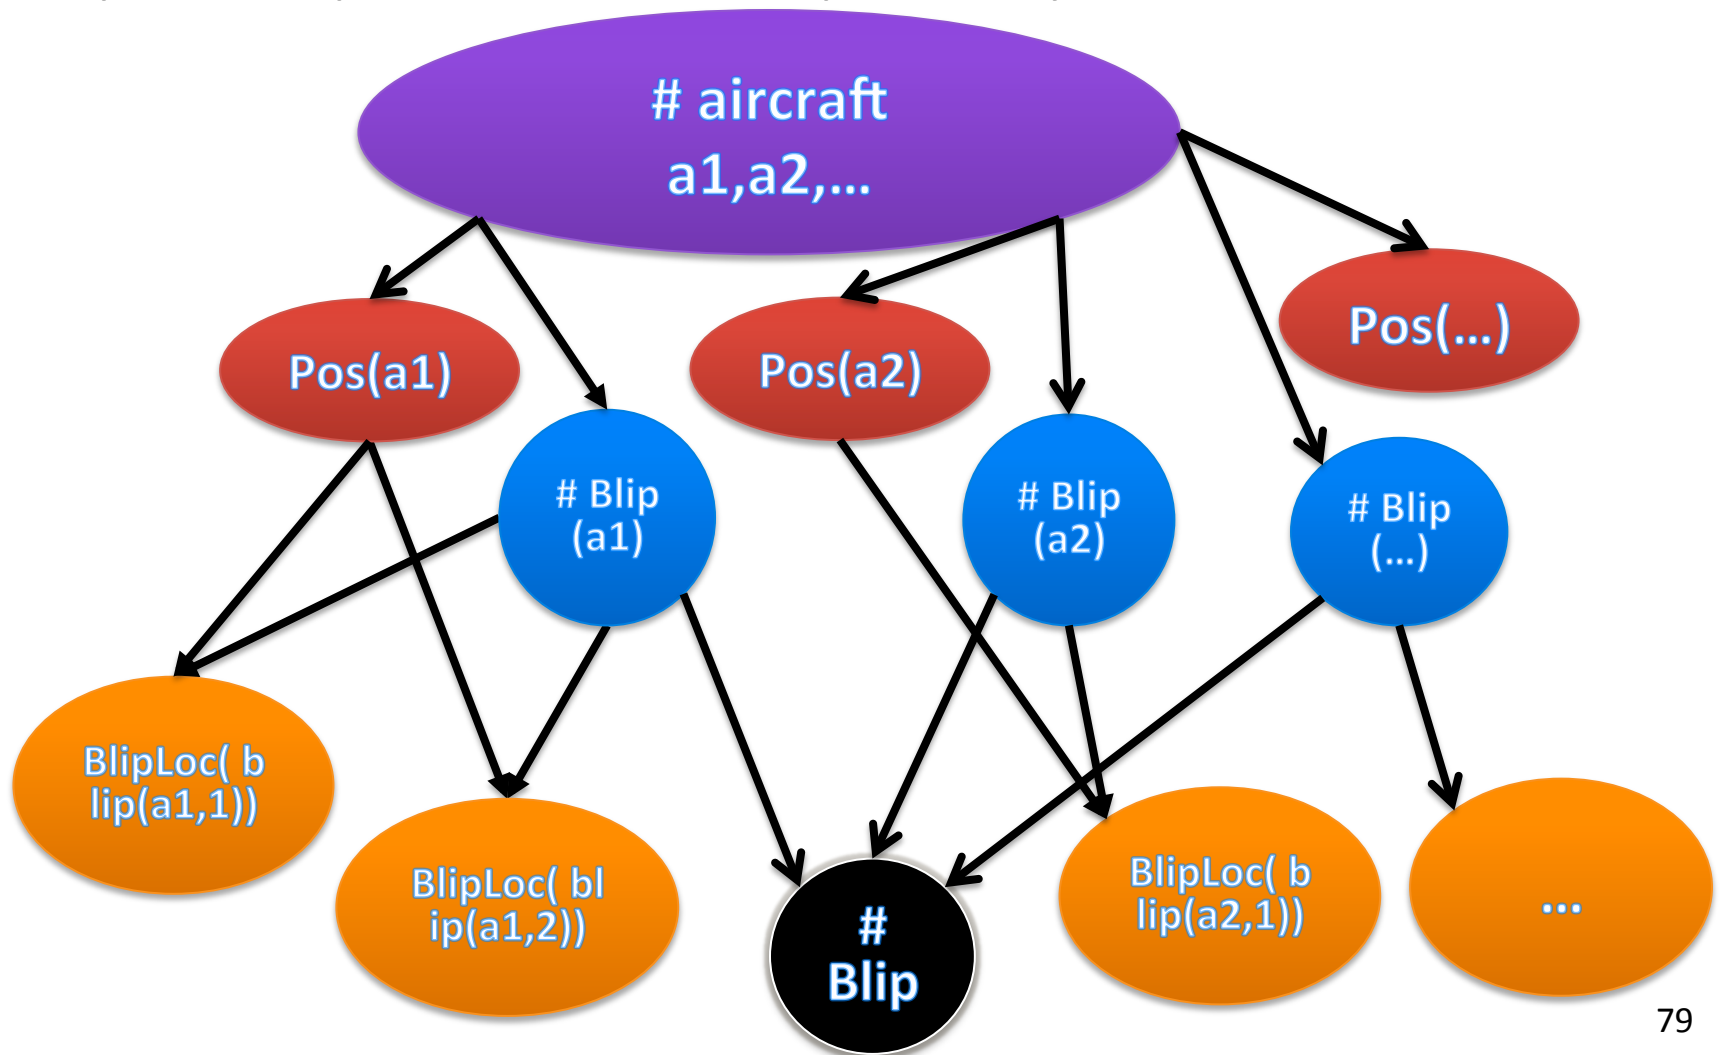 # aircraft
a1,a2,...
Pos(...)
Pos(a1)
Pos(a2)
# Blip
(a1)
# Blip
(a2)
# Blip
(...)
BlipLoc( b
lip(a1,1))
BlipLoc( bl
ip(a1,2))
#
Blip
BlipLoc( b
lip(a2,1))
...
79